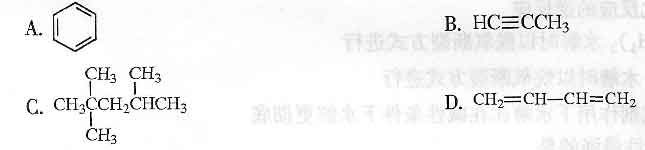 A.
B. HC≡CCH₃
CH₃ CH₃
C. CH₃CCH₂CHCH₃
CH₃
D. CH₂=CH—CH=CH₂